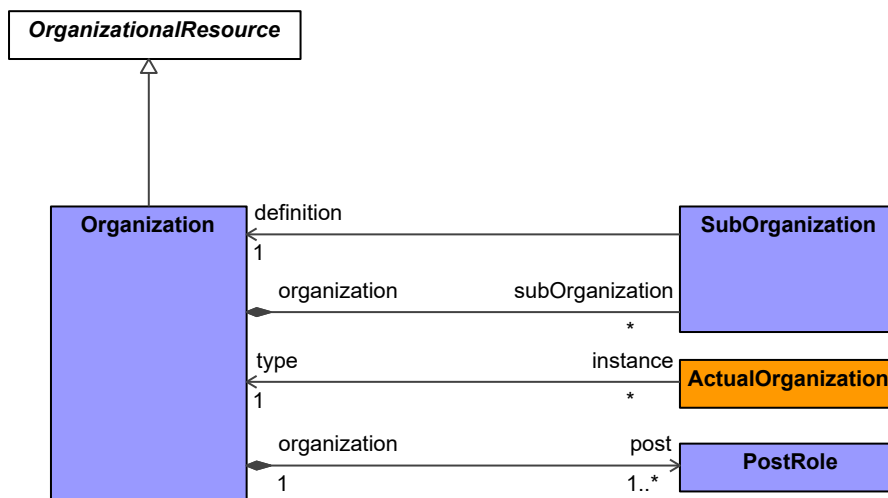 OrganizationalResource
Organization
definition
1
SubOrganization
organization
subOrganization
*
type
1
instance
*
ActualOrganization
organization
1
post
1..*
PostRole